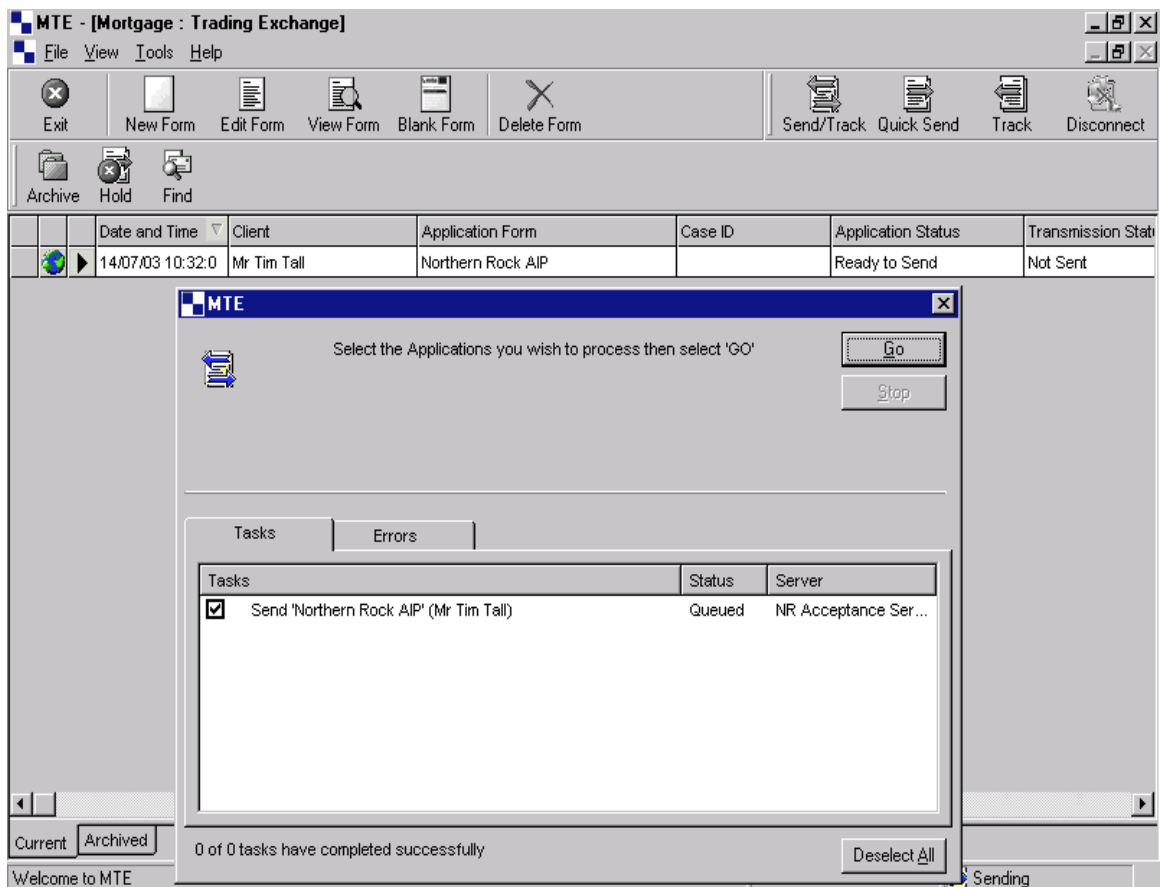 MTE - [Mortgage : Trading Exchange]
File View Tools Help
Exit New Form Edit Form View Form Blank Form Delete Form Send/Track Quick Send Track Disconnect
Archive Hold Find
Date and Time Client Application Form Case ID Application Status Transmission Stat
14/07/03 10:32:0 Mr Tim Tall Northern Rock AIP Ready to Send Not Sent
MTE
Select the Applications you wish to process then select 'GO'
Go
Stop
Tasks Errors
Tasks Status Server
Send 'Northern Rock AIP' (Mr Tim Tall) Queued NR Acceptance Ser...
Current Archived
0 of 0 tasks have completed successfully
Deselect All
Welcome to MTE Sending